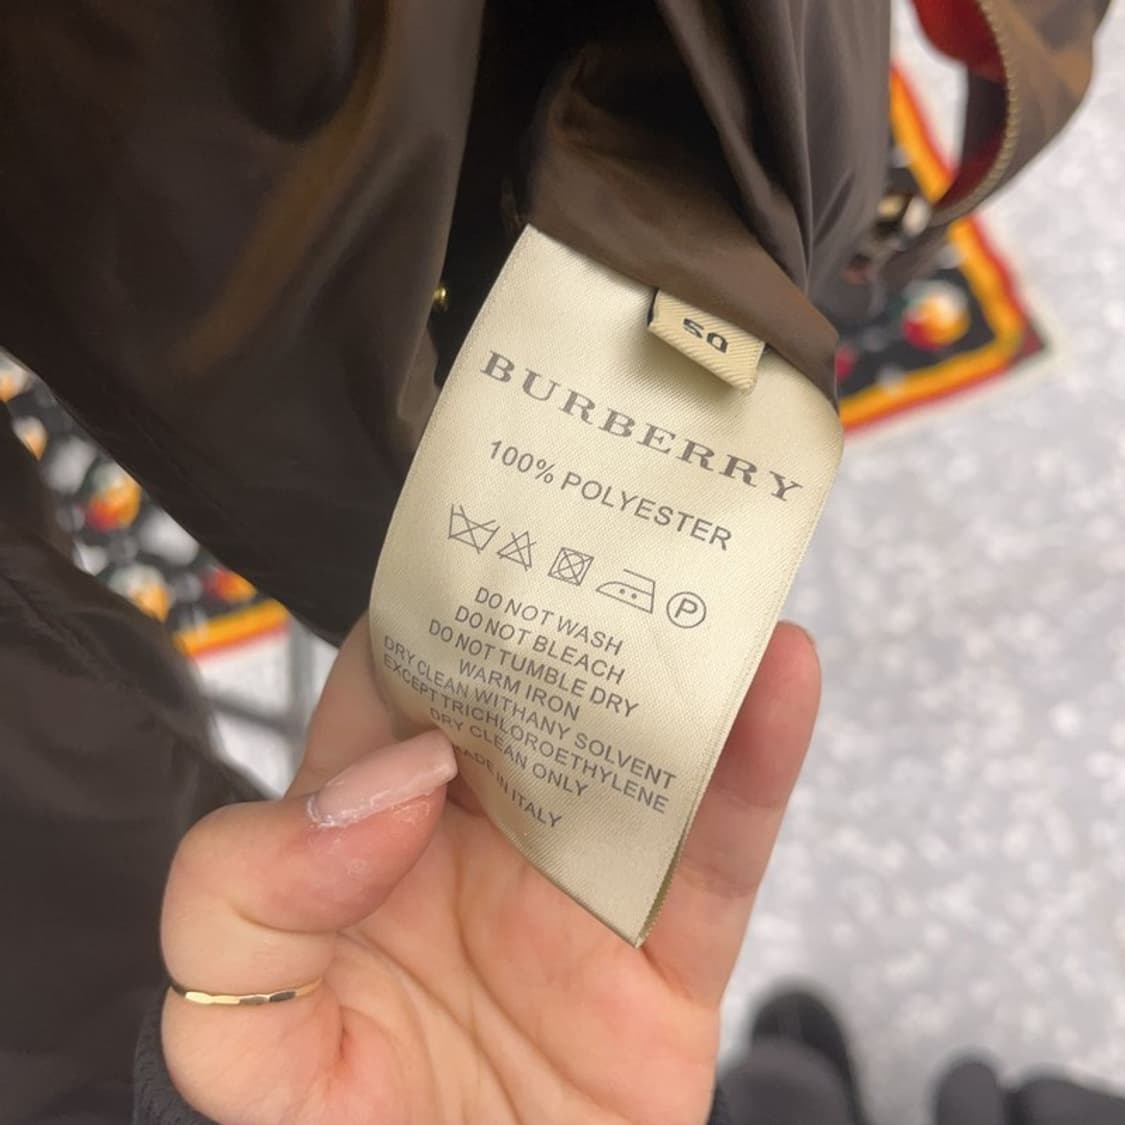 50
BURBERRY
100% POLYESTER
P
DO NOT WASH
DO NOT BLEACH
DO NOT TUMBLE DRY
WARM IRON
DRY CLEAN WITHANY SOLVENT
EXCEPT TRICHLOROETHYLENE
DRY CLEAN ONLY
MADE IN ITALY